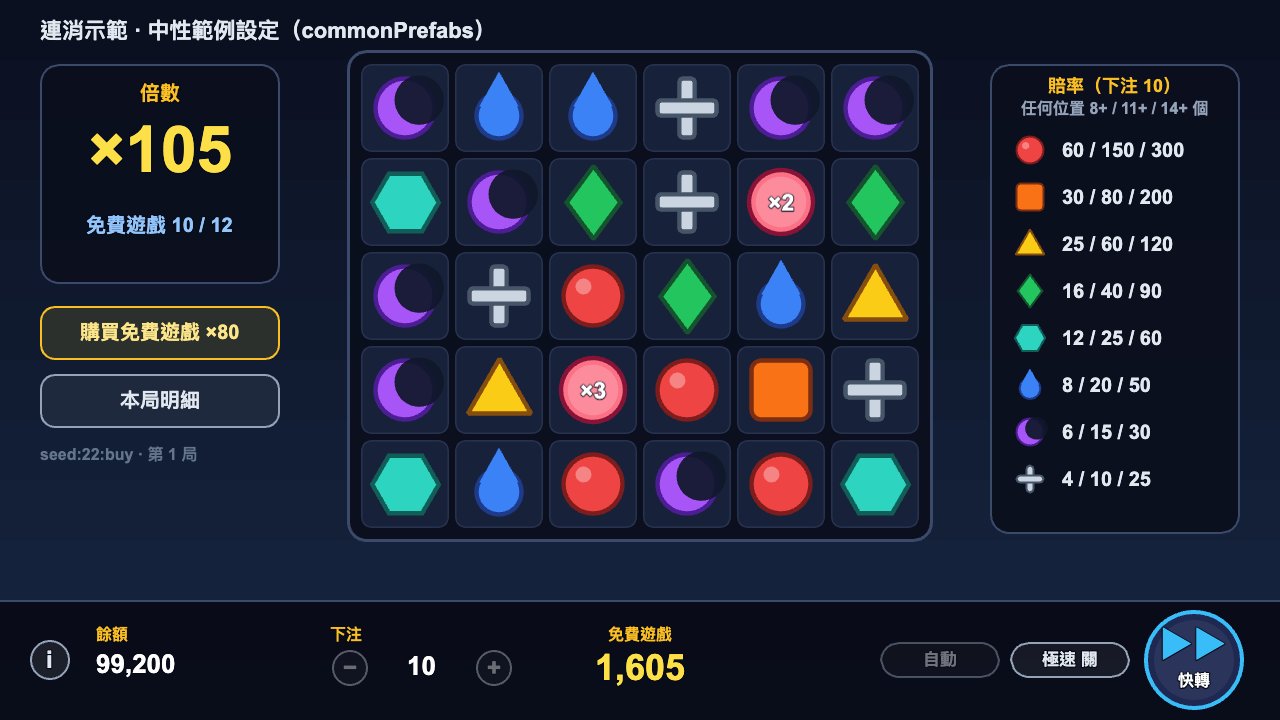 連消示範 · 中性範例設定（commonPrefabs）
倍數
×105
免費遊戲 10 / 12
購買免費遊戲 ×80
本局明細
seed:22:buy · 第 1 局
×2
×3
賠率（下注 10）
任何位置 8+ / 11+ / 14+ 個
60 / 150 / 300
30 / 80 / 200
25 / 60 / 120
16 / 40 / 90
12 / 25 / 60
8 / 20 / 50
6 / 15 / 30
4 / 10 / 25
i
餘額
99,200
下注
−
10
+
免費遊戲
1,605
自動
極速 關
快轉